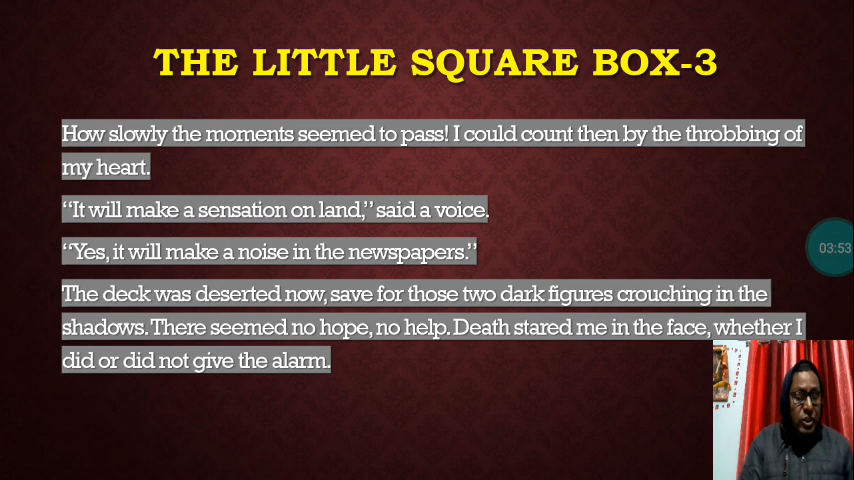 THE LITTLE SQUARE BOX-3
How slowly the moments seemed to pass! I could count then by the throbbing of
my heart.
“It will make a sensation on land,” said a voice.
“Yes, it will make a noise in the newspapers.”
The deck was deserted now, save for those two dark figures crouching in the
shadows. There seemed no hope, no help. Death stared me in the face, whether I
did or did not give the alarm.
03:53